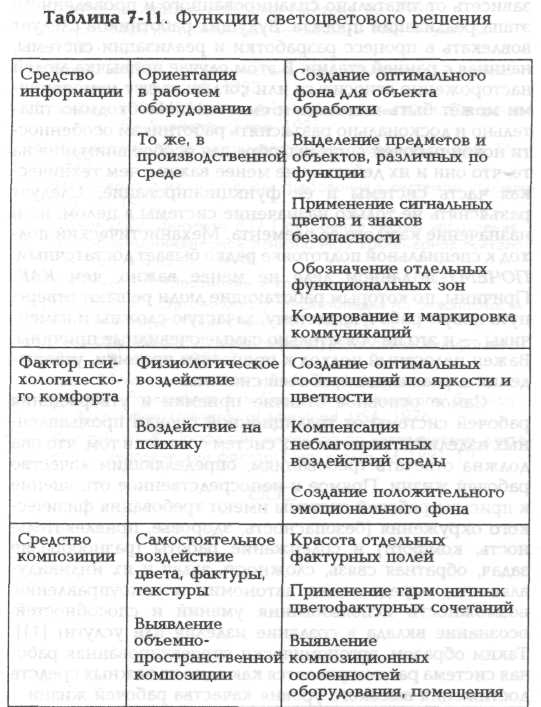 Таблица 7-11. Функции светоцветового решения
Средство
информации
Ориентация
в рабочем
оборудовании
То же, в
производственной
среде
Создание оптимального
фона для объекта
обработки
Выделение предметов и
объектов, различных по
функции
Применение сигнальных
цветов и знаков
безопасности
Обозначение отдельных
функциональных зон
Кодирование и маркировка
коммуникаций
Фактор пси-
хологическо-
го комфорта
Физиологическое
воздействие
Воздействие на
психику
Создание оптимальных
соотношений по яркости и
цветности
Компенсация
неблагоприятных
воздействий среды
Создание положительного
эмоционального фона
Средство
композиции
Самостоятельное
воздействие
цвета, фактуры,
текстуры
Выявление
объемно-
пространственной
композиции
Красота отдельных
фактурных полей
Применение гармоничных
цветофактурных сочетаний
Выявление
композиционных
особенностей
оборудования, помещения